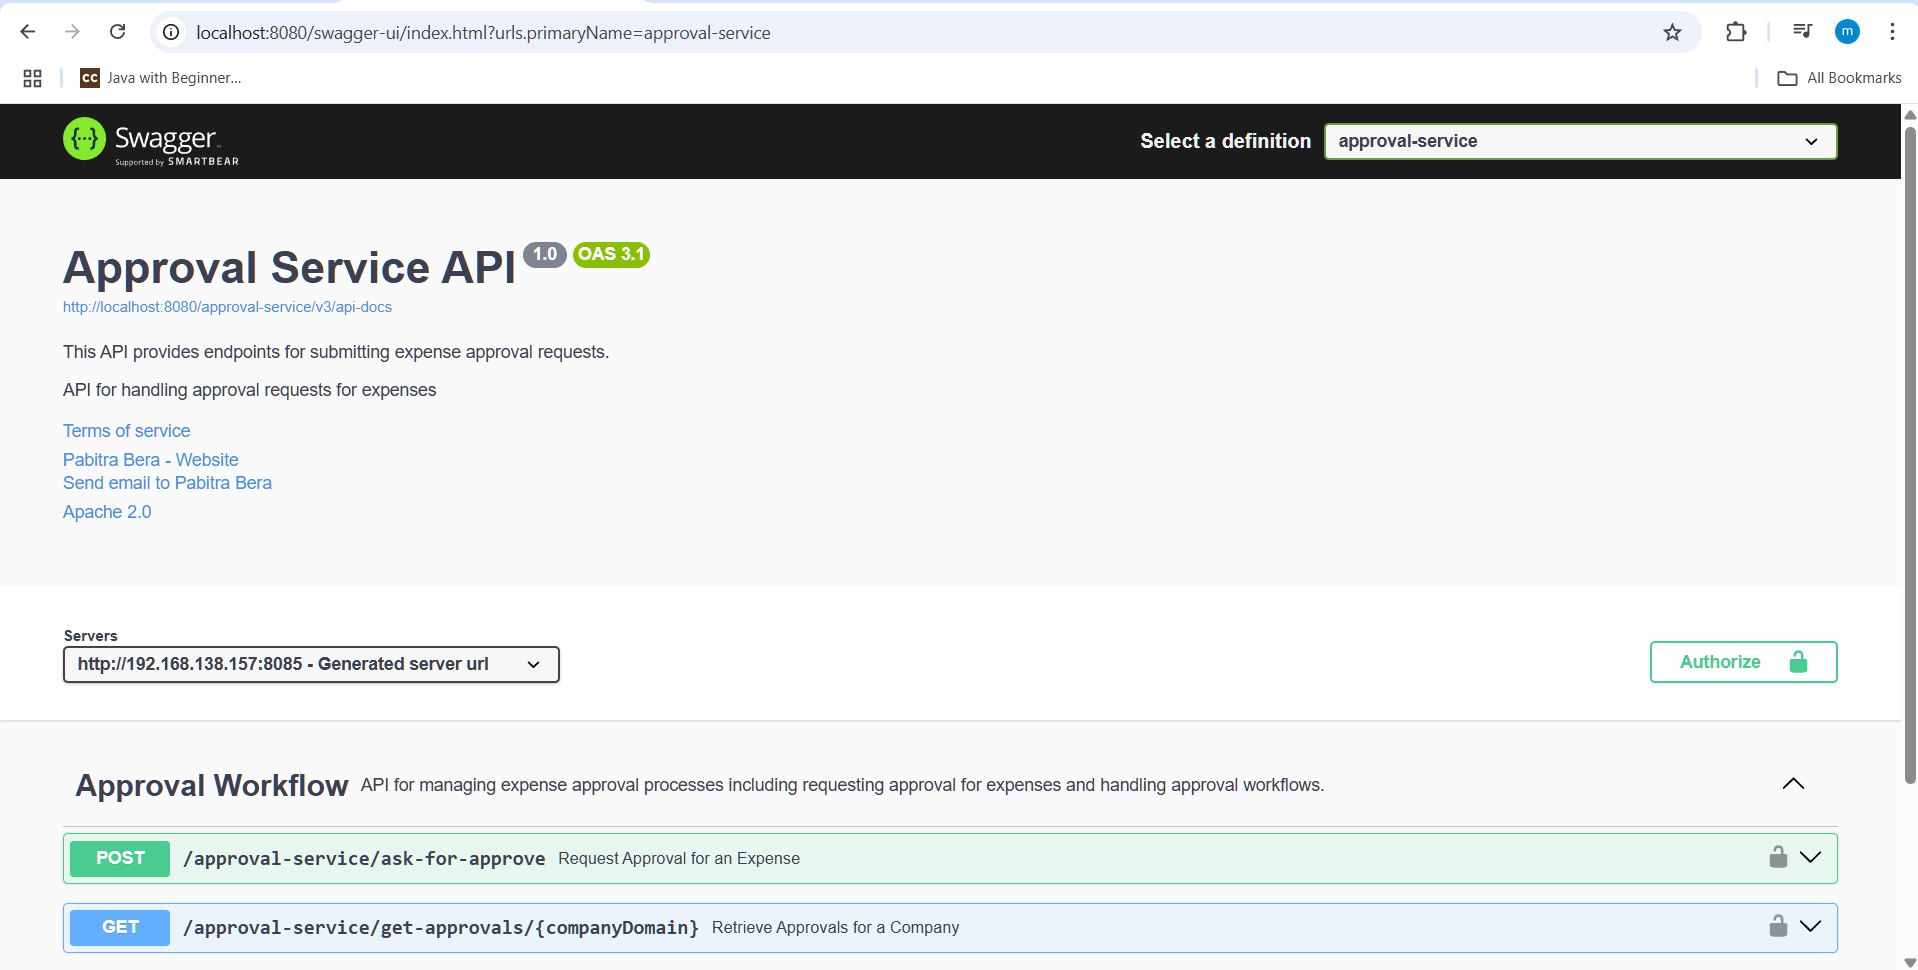 localhost:8080/swagger-ui/index.html?urls.primaryName=approval-service
m
CC Java with Beginner...
All Bookmarks
{···} Swagger
Supported by SMARTBEAR
Select a definition
approval-service
Approval Service API 1.0 OAS 3.1
http://localhost:8080/approval-service/v3/api-docs
This API provides endpoints for submitting expense approval requests.
API for handling approval requests for expenses
Terms of service
Pabitra Bera - Website
Send email to Pabitra Bera
Apache 2.0
Servers
http://192.168.138.157:8085 - Generated server url
Authorize
Approval Workflow API for managing expense approval processes including requesting approval for expenses and handling approval workflows.
POST /approval-service/ask-for-approve Request Approval for an Expense
GET /approval-service/get-approvals/{companyDomain} Retrieve Approvals for a Company